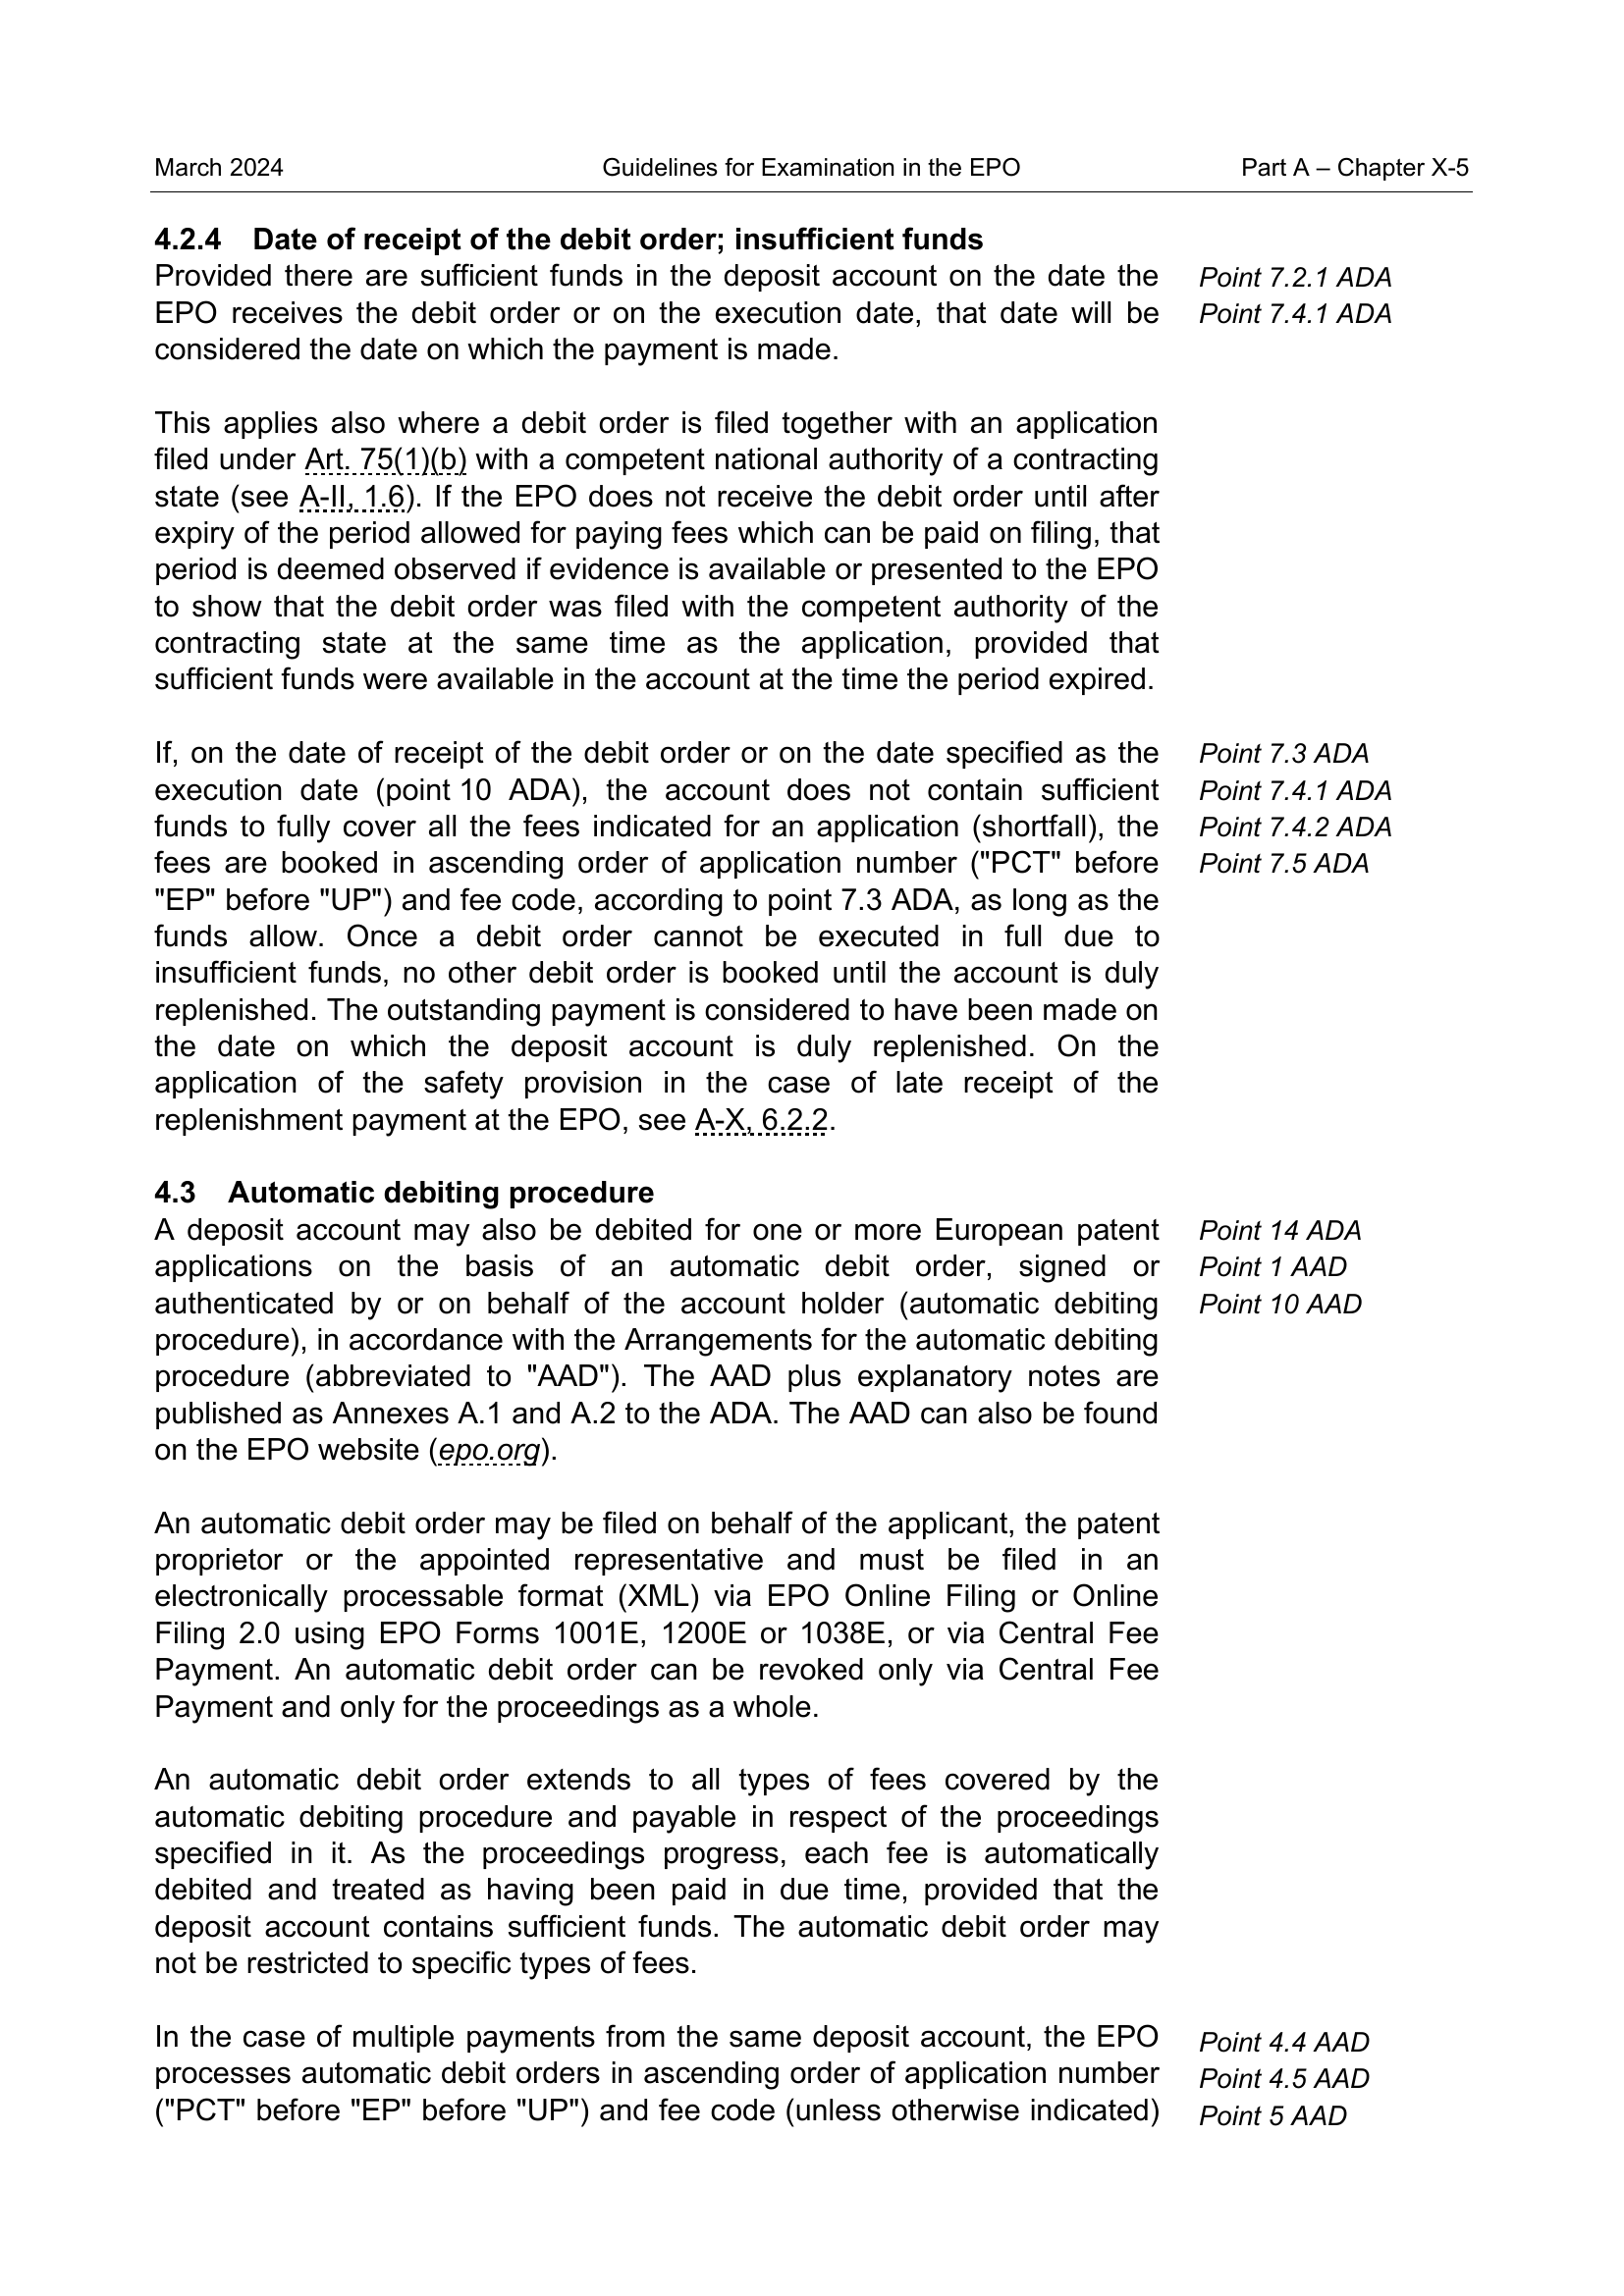 March 2024 Guidelines for Examination in the EPO Part A – Chapter X-5
4.2.4 Date of receipt of the debit order; insufficient funds
Provided there are sufficient funds in the deposit account on the date the
EPO receives the debit order or on the execution date, that date will be
considered the date on which the payment is made.
Point 7.2.1 ADA
Point 7.4.1 ADA
This applies also where a debit order is filed together with an application
filed under Art. 75(1)(b) with a competent national authority of a contracting
state (see A-II, 1.6). If the EPO does not receive the debit order until after
expiry of the period allowed for paying fees which can be paid on filing, that
period is deemed observed if evidence is available or presented to the EPO
to show that the debit order was filed with the competent authority of the
contracting state at the same time as the application, provided that
sufficient funds were available in the account at the time the period expired.
If, on the date of receipt of the debit order or on the date specified as the
execution date (point 10 ADA), the account does not contain sufficient
funds to fully cover all the fees indicated for an application (shortfall), the
fees are booked in ascending order of application number ("PCT" before
"EP" before "UP") and fee code, according to point 7.3 ADA, as long as the
funds allow. Once a debit order cannot be executed in full due to
insufficient funds, no other debit order is booked until the account is duly
replenished. The outstanding payment is considered to have been made on
the date on which the deposit account is duly replenished. On the
application of the safety provision in the case of late receipt of the
replenishment payment at the EPO, see A-X, 6.2.2.
Point 7.3 ADA
Point 7.4.1 ADA
Point 7.4.2 ADA
Point 7.5 ADA
4.3 Automatic debiting procedure
A deposit account may also be debited for one or more European patent
applications on the basis of an automatic debit order, signed or
authenticated by or on behalf of the account holder (automatic debiting
procedure), in accordance with the Arrangements for the automatic debiting
procedure (abbreviated to "AAD"). The AAD plus explanatory notes are
published as Annexes A.1 and A.2 to the ADA. The AAD can also be found
on the EPO website (epo.org).
Point 14 ADA
Point 1 AAD
Point 10 AAD
An automatic debit order may be filed on behalf of the applicant, the patent
proprietor or the appointed representative and must be filed in an
electronically processable format (XML) via EPO Online Filing or Online
Filing 2.0 using EPO Forms 1001E, 1200E or 1038E, or via Central Fee
Payment. An automatic debit order can be revoked only via Central Fee
Payment and only for the proceedings as a whole.
An automatic debit order extends to all types of fees covered by the
automatic debiting procedure and payable in respect of the proceedings
specified in it. As the proceedings progress, each fee is automatically
debited and treated as having been paid in due time, provided that the
deposit account contains sufficient funds. The automatic debit order may
not be restricted to specific types of fees.
In the case of multiple payments from the same deposit account, the EPO
processes automatic debit orders in ascending order of application number
("PCT" before "EP" before "UP") and fee code (unless otherwise indicated)
Point 4.4 AAD
Point 4.5 AAD
Point 5 AAD